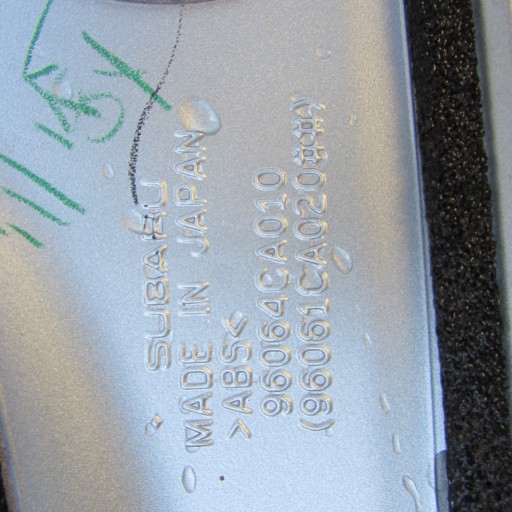 SUBARU
MADE IN JAPAN
>ABS<
96064CA010
(96061CA020##)